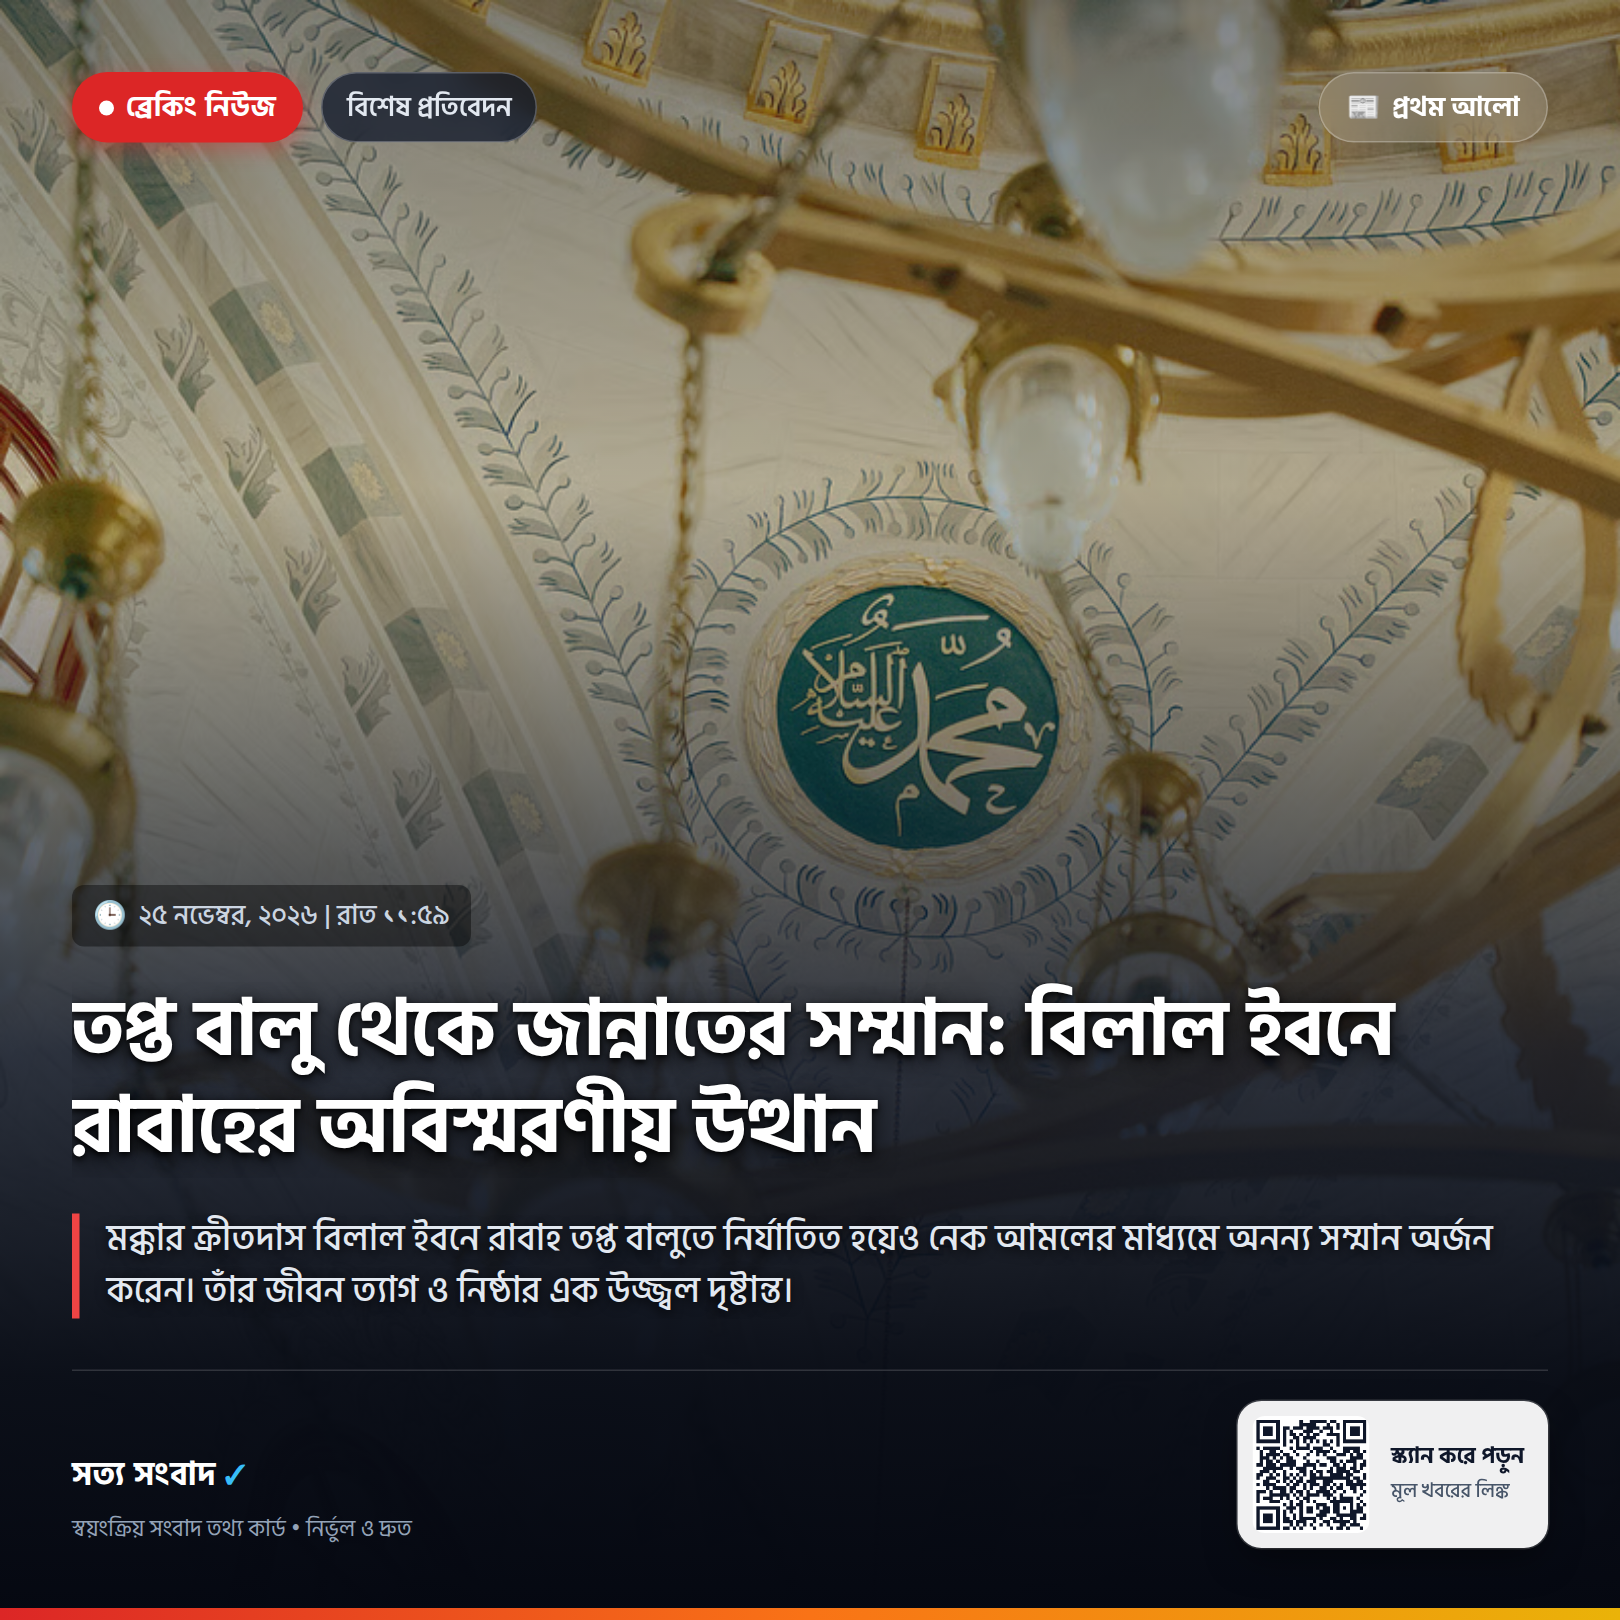 ব্রেকিং নিউজ
বিশেষ প্রতিবেদন
প্রথম আলো
محمد عليه السلام
২৫ নভেম্বর, ২০২৬ | রাত ১১:৫৯
তপ্ত বালু থেকে জান্নাতের সম্মান: বিলাল ইবনে
রাবাহের অবিস্মরণীয় উত্থান
মক্কার ক্রীতদাস বিলাল ইবনে রাবাহ তপ্ত বালুতে নির্যাতিত হয়েও নেক আমলের মাধ্যমে অনন্য সম্মান অর্জন
করেন। তাঁর জীবন ত্যাগ ও নিষ্ঠার এক উজ্জ্বল দৃষ্টান্ত।
সত্য সংবাদ ✓
স্বয়ংক্রিয় সংবাদ তথ্য কার্ড • নির্ভুল ও দ্রুত
স্ক্যান করে পড়ুন
মূল খবরের লিঙ্ক